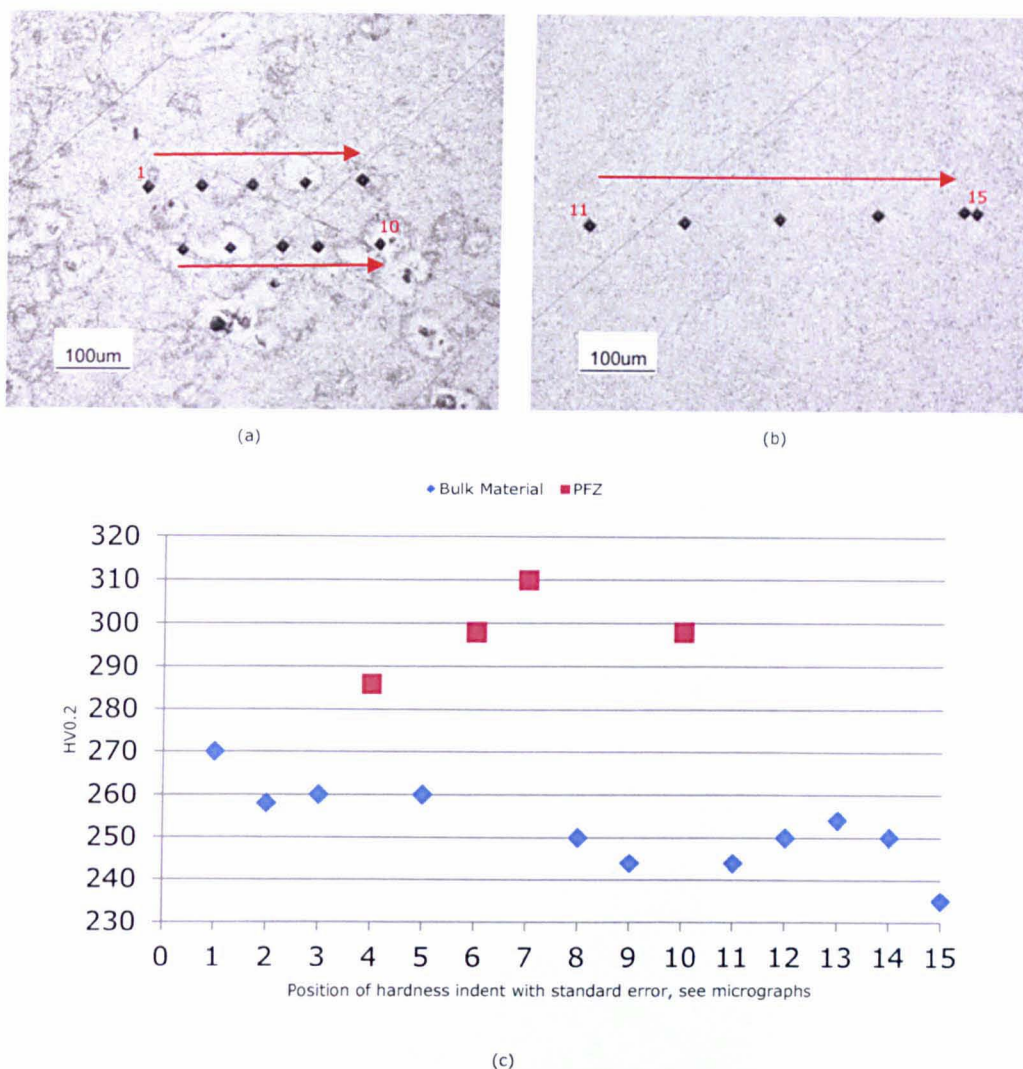 1
10
100um
11
15
100um
(a)
(b)
Bulk Material PFZ
320
310
300
290
280
270
260
250
240
230
HV0.2
0 1 2 3 4 5 6 7 8 9 10 11 12 13 14 15
Position of hardness indent with standard error, see micrographs
(c)